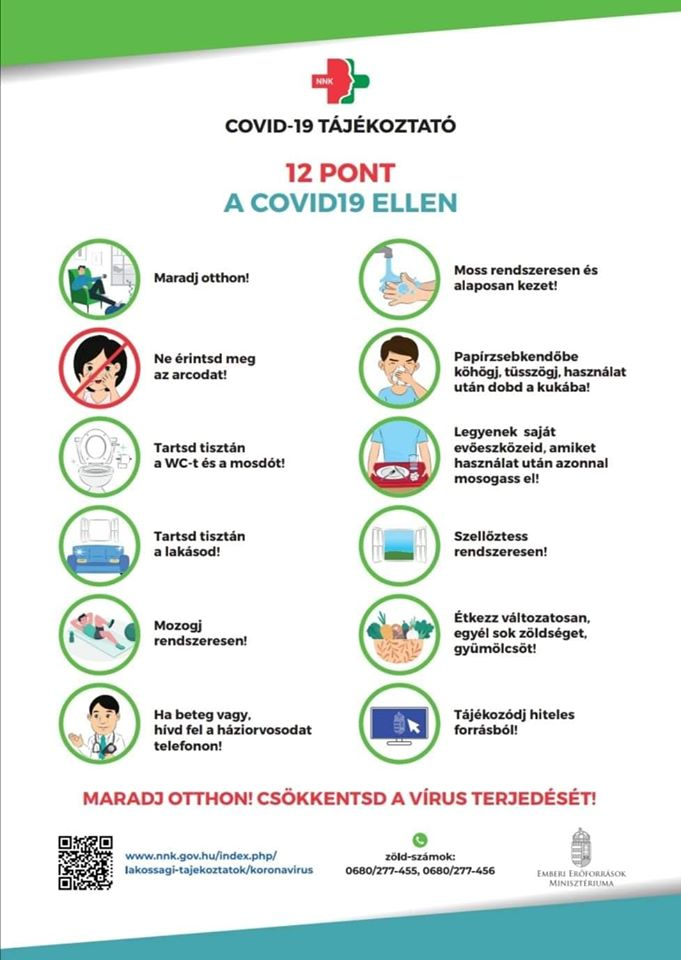 NNK
COVID-19 TÁJÉKOZTATÓ
12 PONT
A COVID19 ELLEN
Maradj otthon!
Moss rendszeresen és
alaposan kezet!
Ne érintsd meg
az arcodat!
Papírzsebkendőbe
köhögj, tüsszögj, használat
után dobd a kukába!
Tartsd tisztán
a WC-t és a mosdót!
Legyenek saját
evőeszközeid, amiket
használat után azonnal
mosogass el!
Tartsd tisztán
a lakásod!
Szellőztess
rendszeresen!
Mozogj
rendszeresen!
Étkezz változatosan,
egyél sok zöldséget,
gyümölcsöt!
Ha beteg vagy,
hívd fel a háziorvosodat
telefonon!
Tájékozódj hiteles
forrásból!
MARADJ OTTHON! CSÖKKENTSD A VÍRUS TERJEDÉSÉT!
www.nnk.gov.hu/index.php/
lakossagi-tajekoztatok/koronavirus
zöld-számok:
0680/277-455, 0680/277-456
EMBERI ERŐFORRÁSOK
MINISZTÉRIUMA